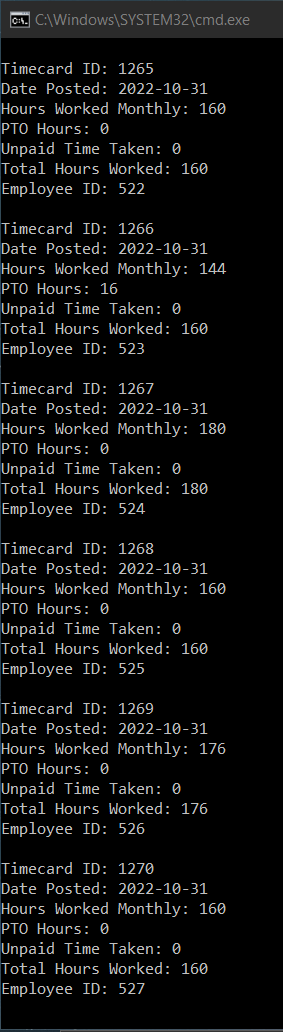 C:\Windows\SYSTEM32\cmd.exe
Timecard ID: 1265
Date Posted: 2022-10-31
Hours Worked Monthly: 160
PTO Hours: 0
Unpaid Time Taken: 0
Total Hours Worked: 160
Employee ID: 522
Timecard ID: 1266
Date Posted: 2022-10-31
Hours Worked Monthly: 144
PTO Hours: 16
Unpaid Time Taken: 0
Total Hours Worked: 160
Employee ID: 523
Timecard ID: 1267
Date Posted: 2022-10-31
Hours Worked Monthly: 180
PTO Hours: 0
Unpaid Time Taken: 0
Total Hours Worked: 180
Employee ID: 524
Timecard ID: 1268
Date Posted: 2022-10-31
Hours Worked Monthly: 160
PTO Hours: 0
Unpaid Time Taken: 0
Total Hours Worked: 160
Employee ID: 525
Timecard ID: 1269
Date Posted: 2022-10-31
Hours Worked Monthly: 176
PTO Hours: 0
Unpaid Time Taken: 0
Total Hours Worked: 176
Employee ID: 526
Timecard ID: 1270
Date Posted: 2022-10-31
Hours Worked Monthly: 160
PTO Hours: 0
Unpaid Time Taken: 0
Total Hours Worked: 160
Employee ID: 527